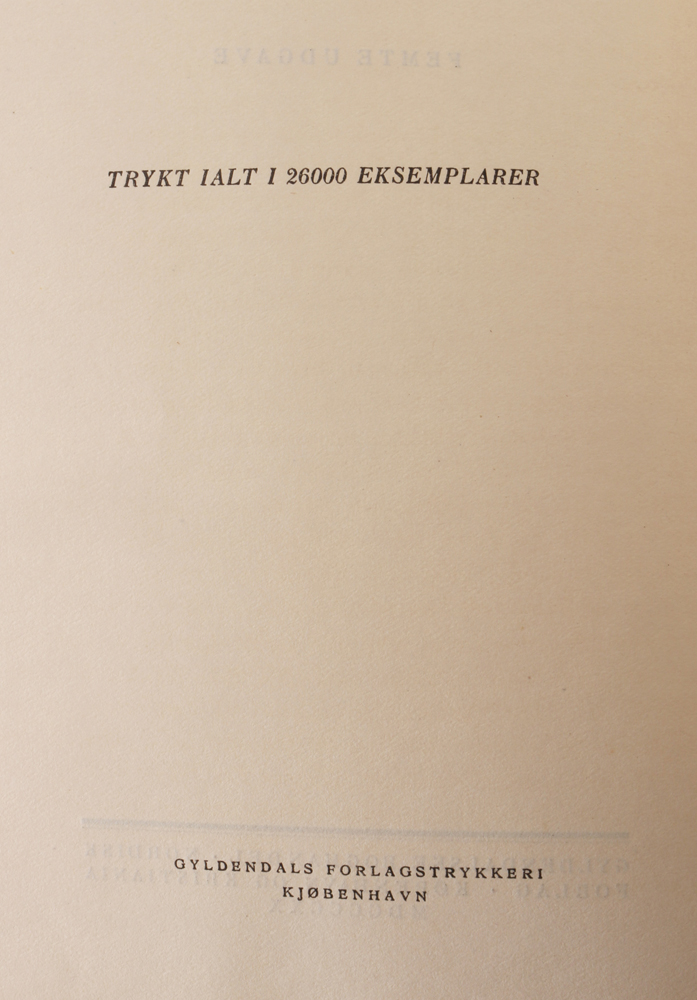 TRYKT IALT I 26000 EKSEMPLARER
GYLDENDALS FORLAGSTRYKKERI
KJØBENHAVN